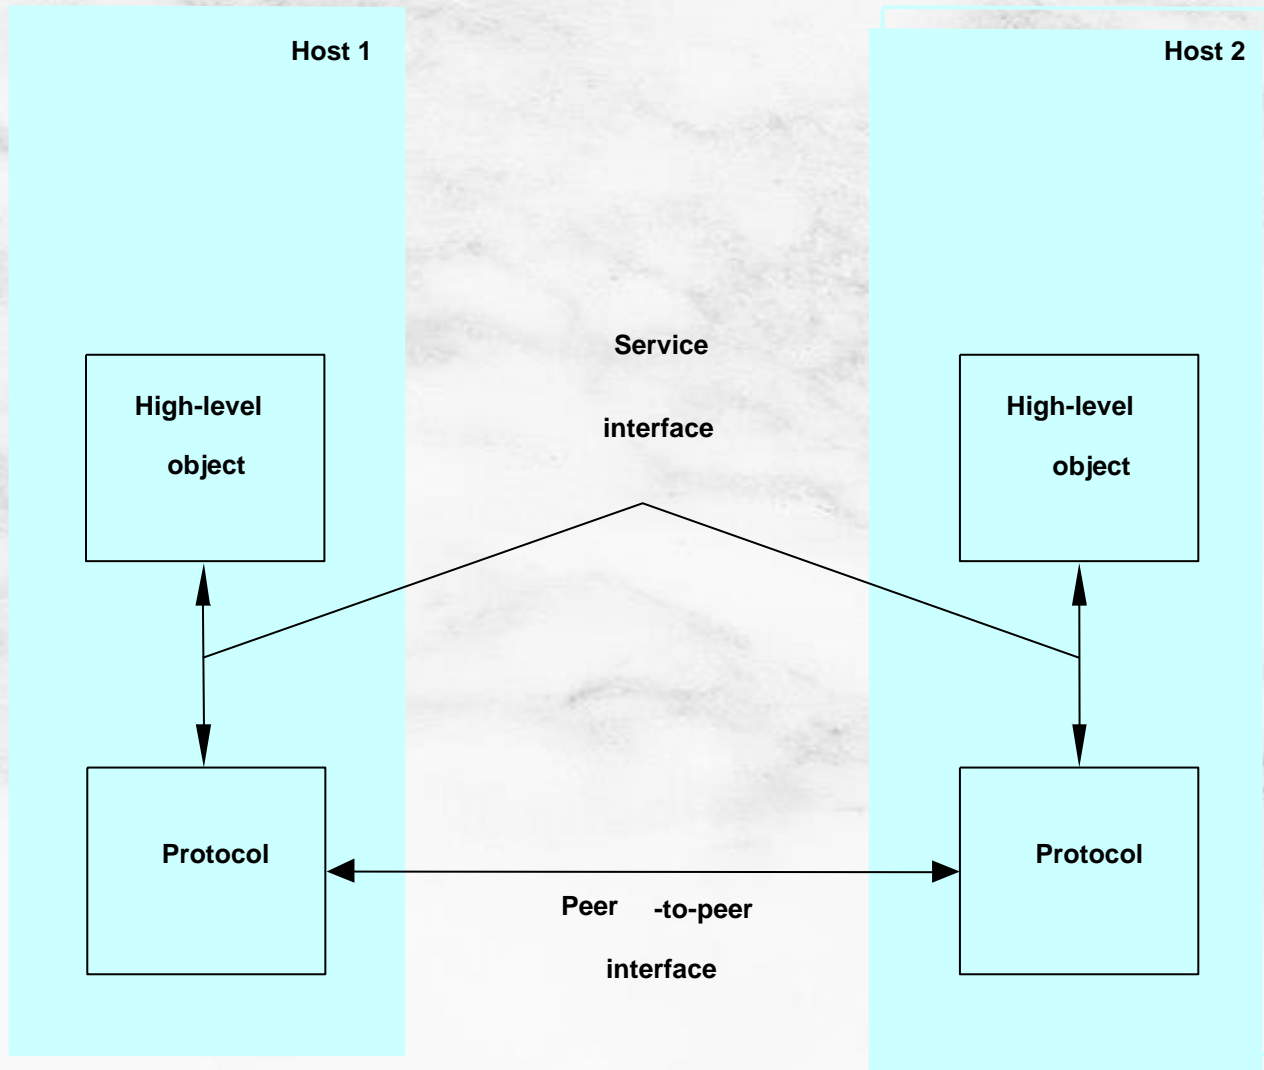 Host 1
Host 2
Service
interface
High-level
object
High-level
object
Protocol
Protocol
Peer -to-peer
interface